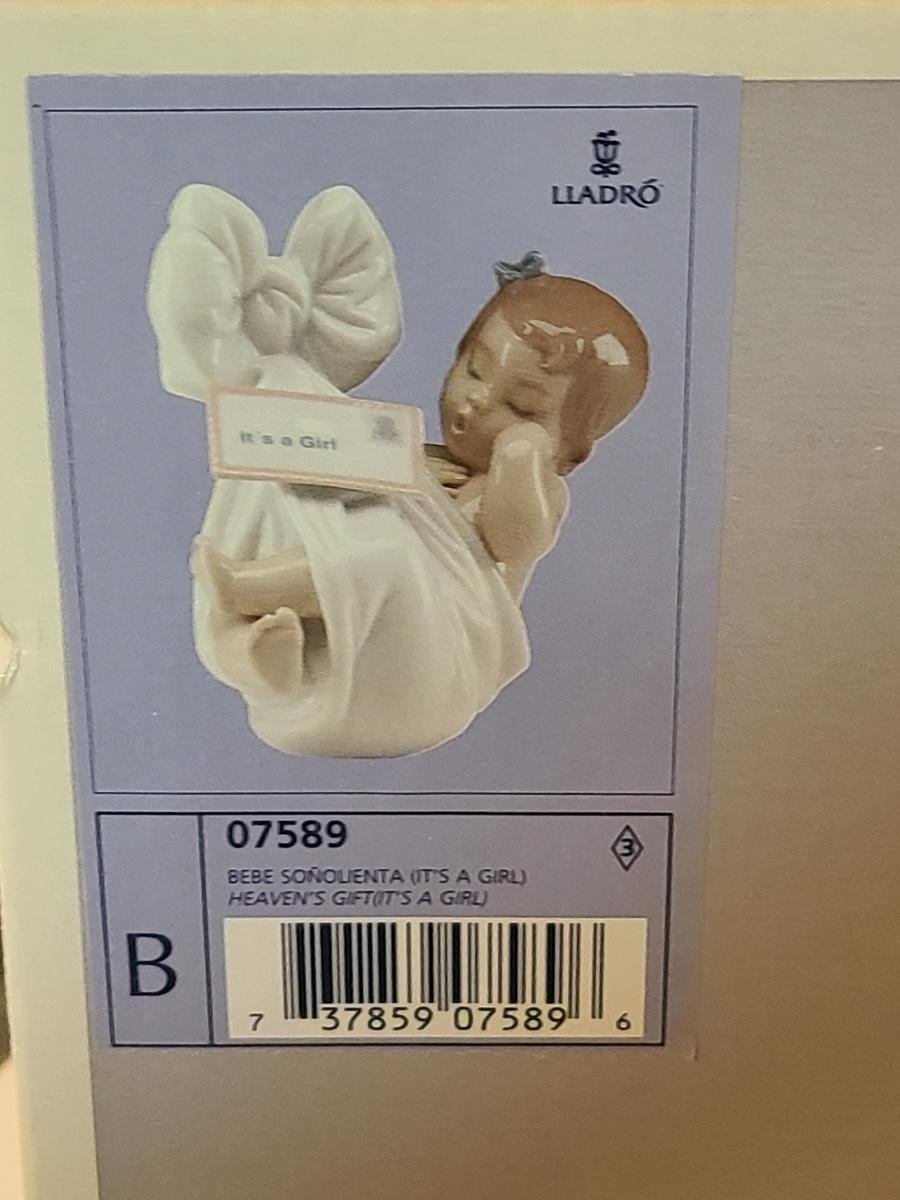 LLADRÓ
It's a Girl
07589
3
BEBE SOÑOLIENTA (IT'S A GIRL)
HEAVEN'S GIFT(IT'S A GIRL)
B
7 37859 07589 6